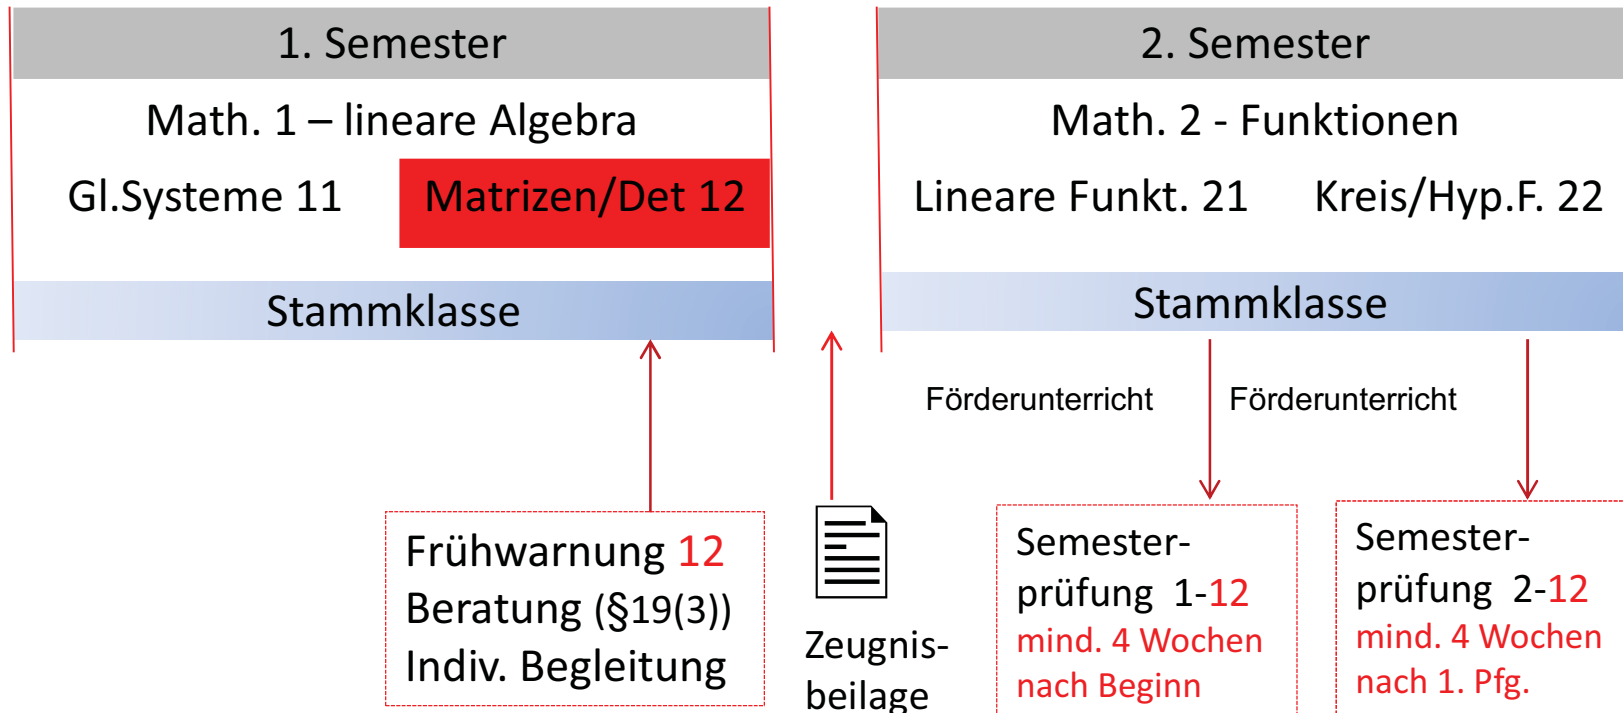 1. Semester
Math. 1 – lineare Algebra
Gl.Systeme 11
Matrizen/Det 12
Stammklasse
2. Semester
Math. 2 - Funktionen
Lineare Funkt. 21
Kreis/Hyp.F. 22
Stammklasse
Förderunterricht
Förderunterricht
Frühwarnung 12
Beratung (§19(3))
Indiv. Begleitung
Zeugnis-
beilage
Semester-
prüfung 1-12
mind. 4 Wochen
nach Beginn
Semester-
prüfung 2-12
mind. 4 Wochen
nach 1. Pfg.